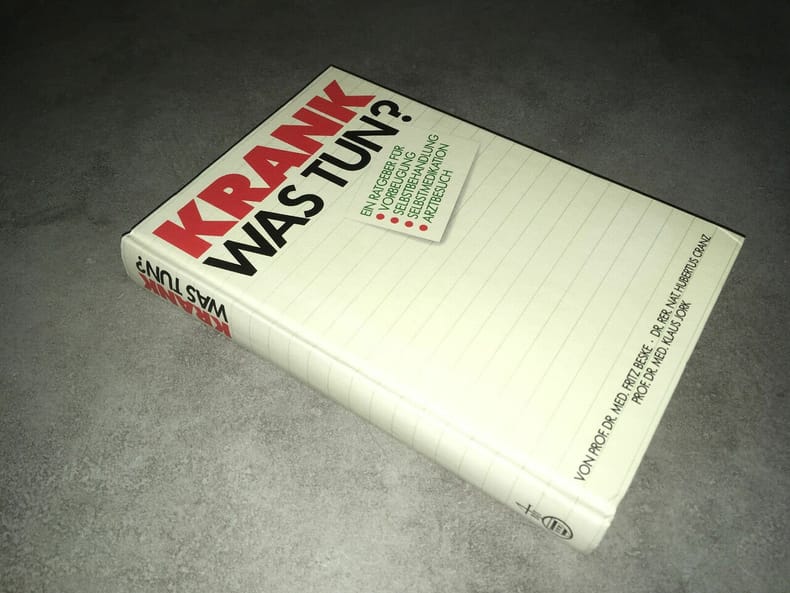 KRANK
WAS TUN?
EIN RATGEBER FÜR
• VORBEUGUNG
• SELBSTBEHANDLUNG
• SELBSTMEDIKATION
• ARZTBESUCH
VON PROF. DR. MED. FRITZ BESKE · DR. RER. NAT. HUBERTUS CRANZ
PROF. DR. MED. KLAUS JORK
KRANK
WAS TUN?